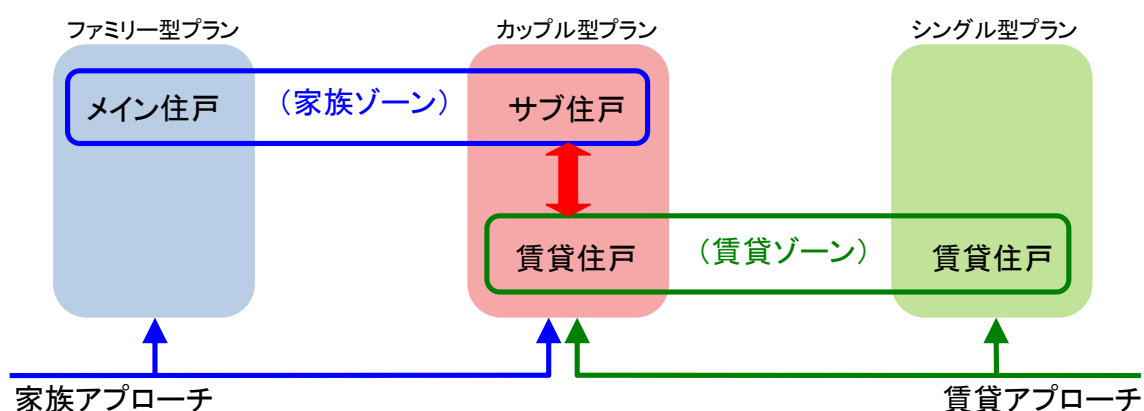 ファミリー型プラン
カップル型プラン
シングル型プラン
メイン住戸
（家族ゾーン）
サブ住戸
賃貸住戸
（賃貸ゾーン）
賃貸住戸
家族アプローチ
賃貸アプローチ